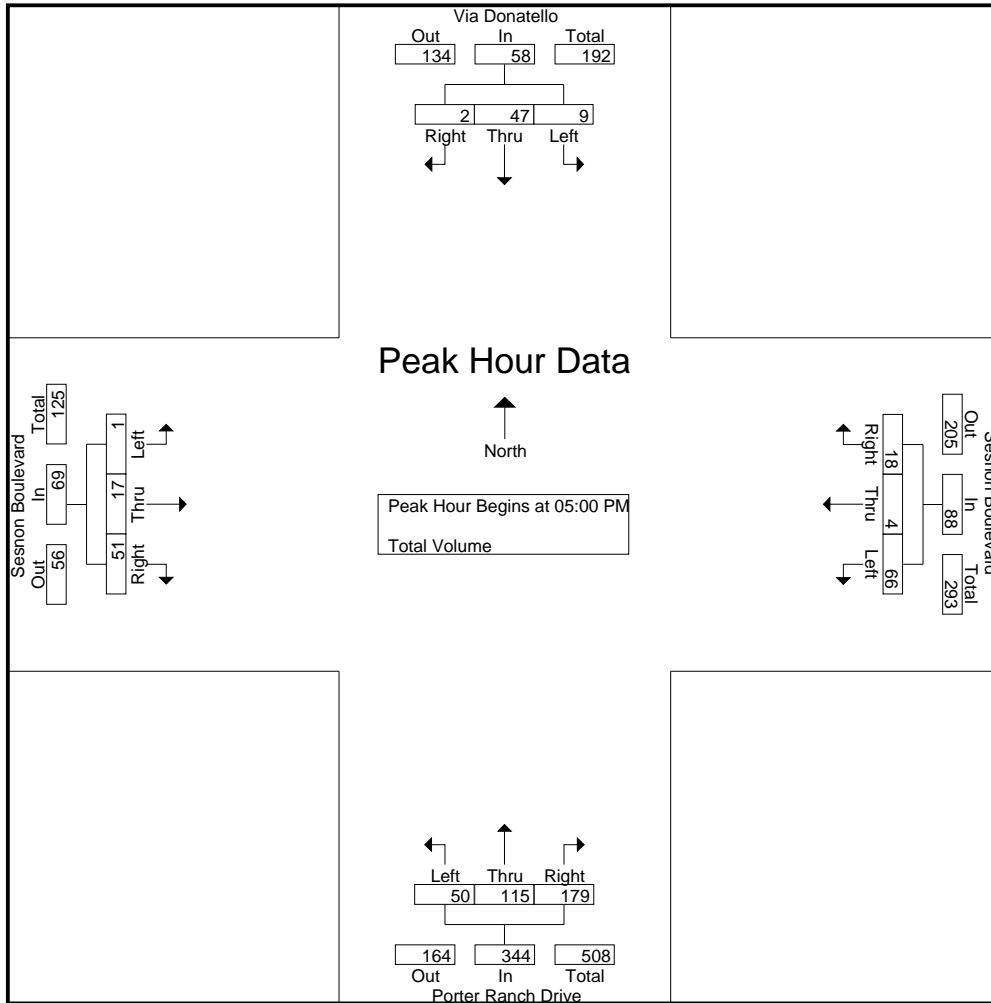 Via Donatello
Out In Total
134 58 192
2 47 9
Right Thru Left
Peak Hour Data
North
Peak Hour Begins at 05:00 PM
Total Volume
Sesnon Boulevard
Total In Out
125 69 56
1 17 51
Left Thru Right
Right Thru Left
18 4 66
205 88 293
Out In Total
Sesnon Boulevard
Left Thru Right
50 115 179
164 344 508
Out In Total
Porter Ranch Drive